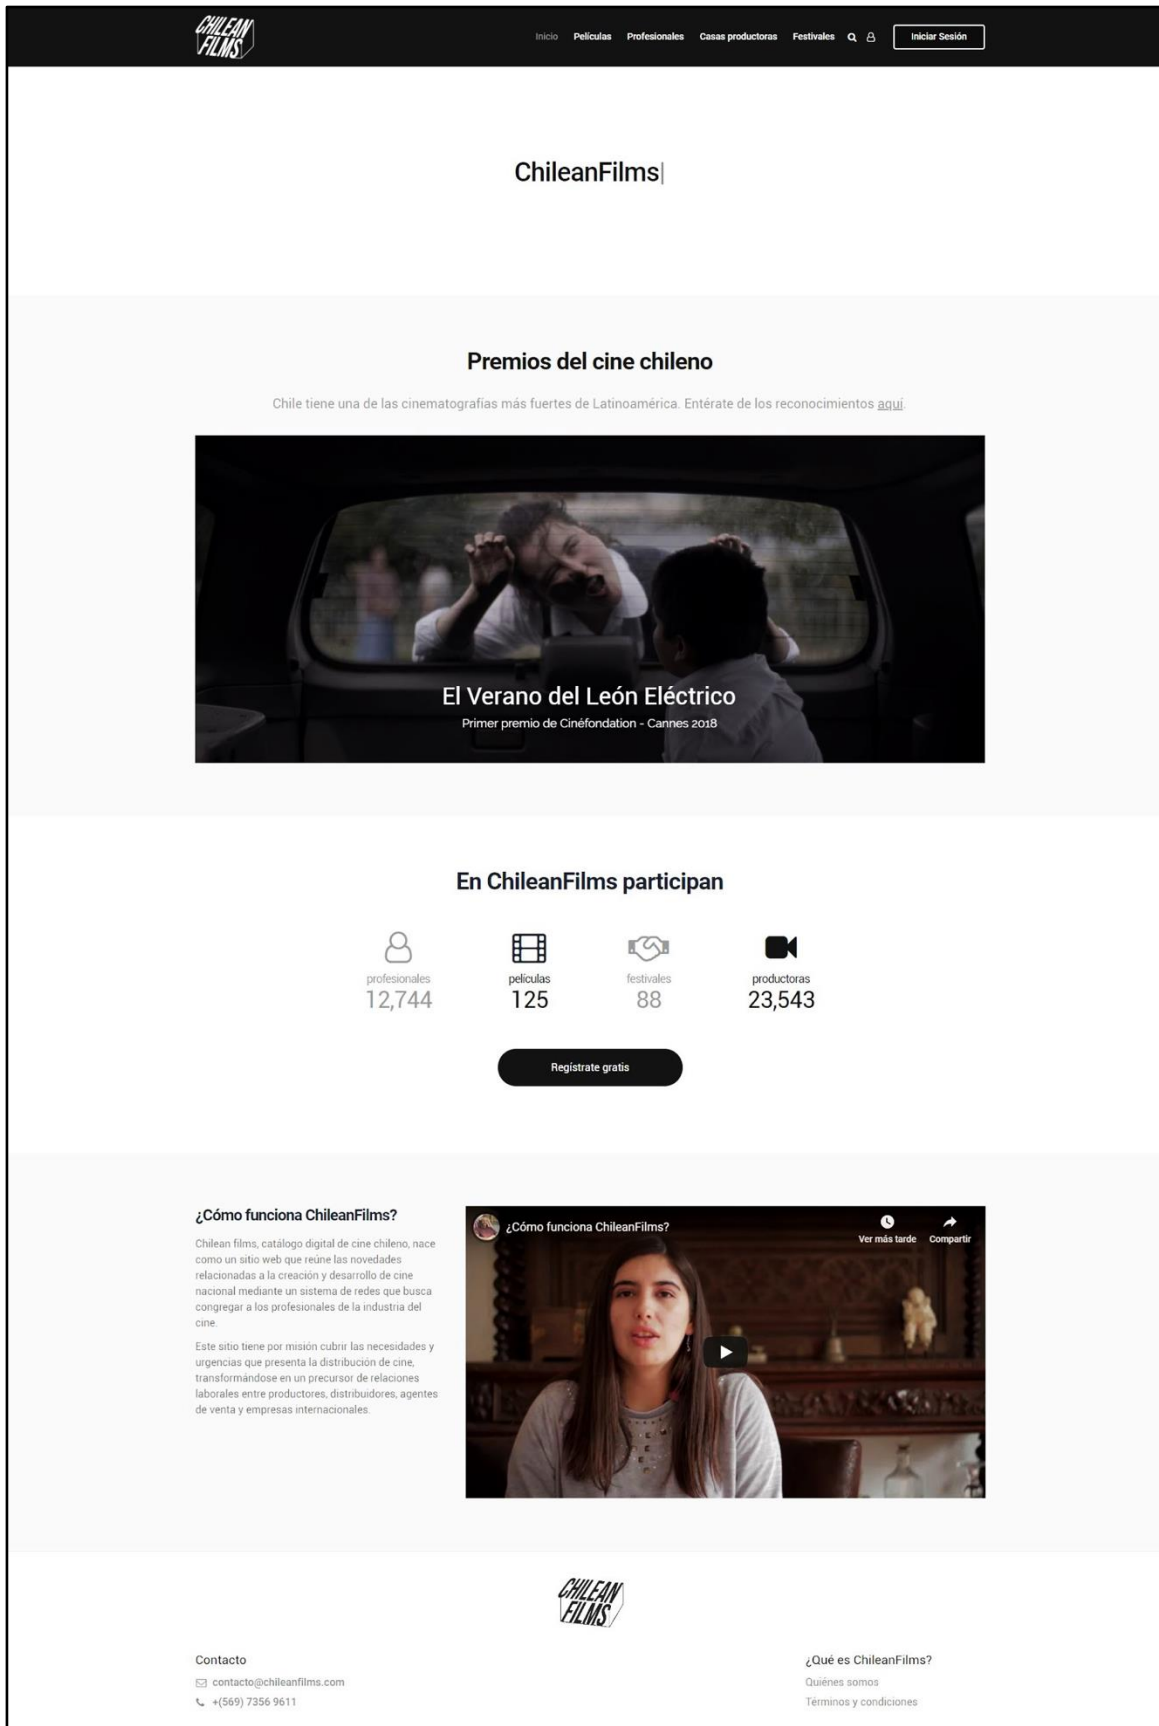 CHILEAN
FILMS
Inicio Películas Profesionales Casas productoras Festivales Iniciar Sesión
ChileanFilms
Premios del cine chileno
Chile tiene una de las cinematografías más fuertes de Latinoamérica. Entérate de los reconocimientos aquí.
El Verano del León Eléctrico
Primer premio de Cinéfondation - Cannes 2018
En ChileanFilms participan
profesionales películas festivales productoras
12,744 125 88 23,543
Regístrate gratis
¿Cómo funciona ChileanFilms?
Chilean films, catálogo digital de cine chileno, nace
como un sitio web que reúne las novedades
relacionadas a la creación y desarrollo de cine
nacional mediante un sistema de redes que busca
congregar a los profesionales de la industria del
cine.
Este sitio tiene por misión cubrir las necesidades y
urgencias que presenta la distribución de cine,
transformándose en un precursor de relaciones
laborales entre productores, distribuidores, agentes
de venta y empresas internacionales.
¿Cómo funciona ChileanFilms?
Ver más tarde Compartir
CHILEAN
FILMS
Contacto
contacto@chileanfilms.com
+(569) 7356 9611
¿Qué es ChileanFilms?
Quiénes somos
Términos y condiciones